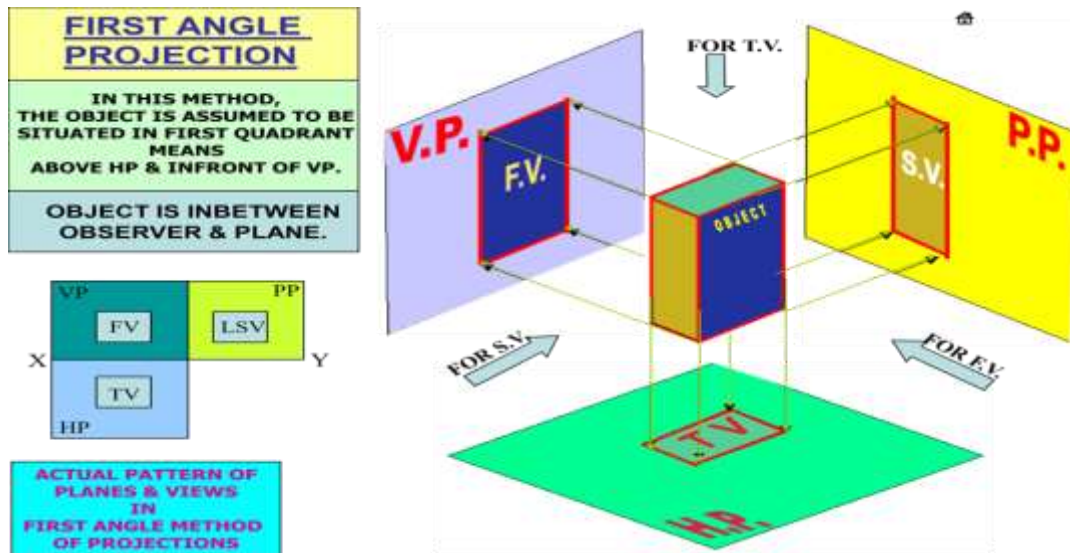 FIRST ANGLE
PROJECTION
IN THIS METHOD,
THE OBJECT IS ASSUMED TO BE
SITUATED IN FIRST QUADRANT
MEANS
ABOVE HP & INFRONT OF VP.
OBJECT IS INBETWEEN
OBSERVER & PLANE.
VP
PP
FV
LSV
X
Y
TV
HP
ACTUAL PATTERN OF
PLANES & VIEWS
IN
FIRST ANGLE METHOD
OF PROJECTIONS
FOR T.V.
V.P.
F.V.
OBJECT
S.V.
P.P.
FOR S.V.
FOR F.V.
T V
H.P.